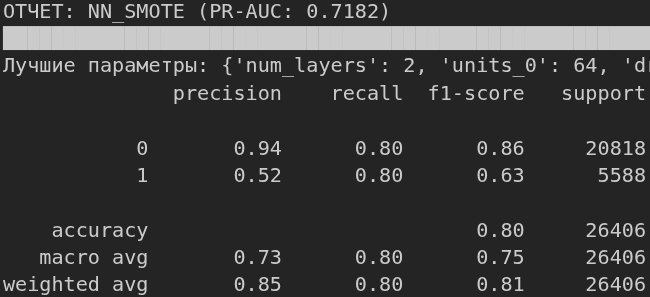 ОТЧЕТ: NN_SMOTE (PR-AUC: 0.7182)
Лучшие параметры: {'num_layers': 2, 'units_0': 64, 'dr
precision recall f1-score support
0 0.94 0.80 0.86 20818
1 0.52 0.80 0.63 5588
accuracy 0.80 26406
macro avg 0.73 0.80 0.75 26406
weighted avg 0.85 0.80 0.81 26406